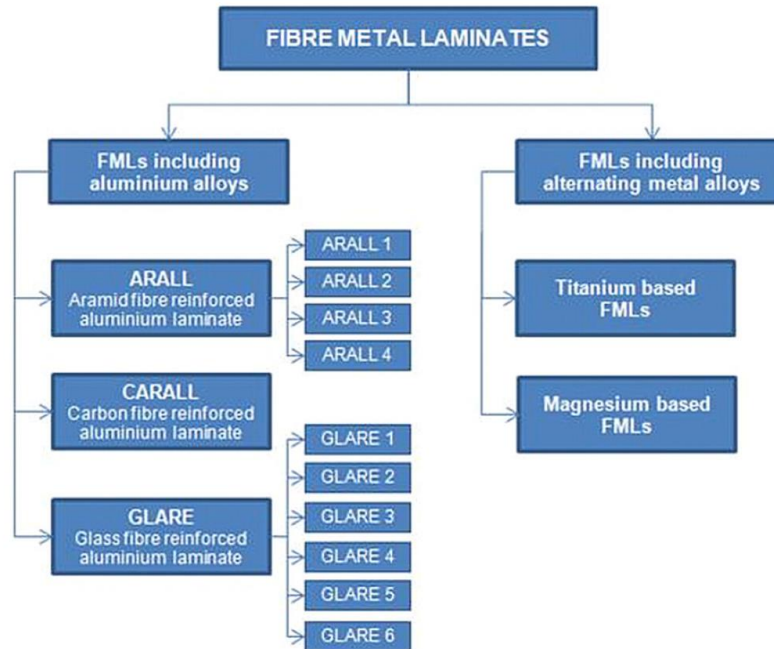 FIBRE METAL LAMINATES
FMLs including
aluminium alloys
FMLs including
alternating metal alloys
ARALL
Aramid fibre reinforced
aluminium laminate
ARALL 1
ARALL 2
ARALL 3
ARALL 4
CARALL
Carbon fibre reinforced
aluminium laminate
GLARE
Glass fibre reinforced
aluminium laminate
GLARE 1
GLARE 2
GLARE 3
GLARE 4
GLARE 5
GLARE 6
Titanium based
FMLs
Magnesium based
FMLs